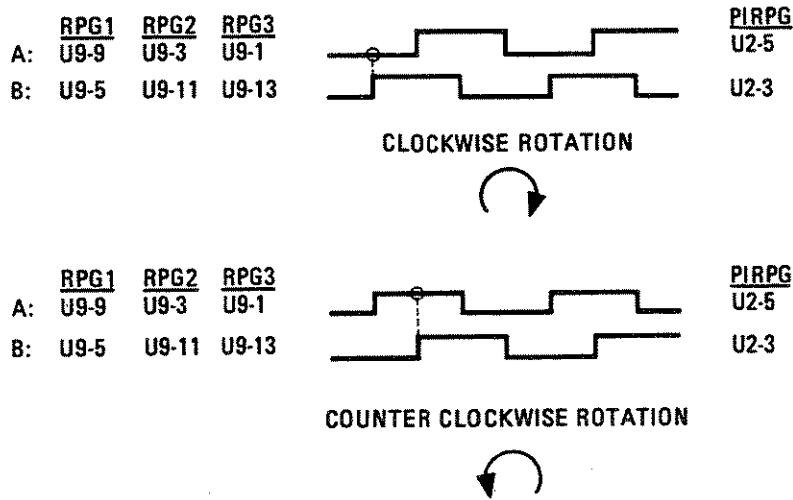 RPG1 RPG2 RPG3 PIRPG
A: U9-9 U9-3 U9-1 U2-5
B: U9-5 U9-11 U9-13 U2-3
CLOCKWISE ROTATION
RPG1 RPG2 RPG3 PIRPG
A: U9-9 U9-3 U9-1 U2-5
B: U9-5 U9-11 U9-13 U2-3
COUNTER CLOCKWISE ROTATION